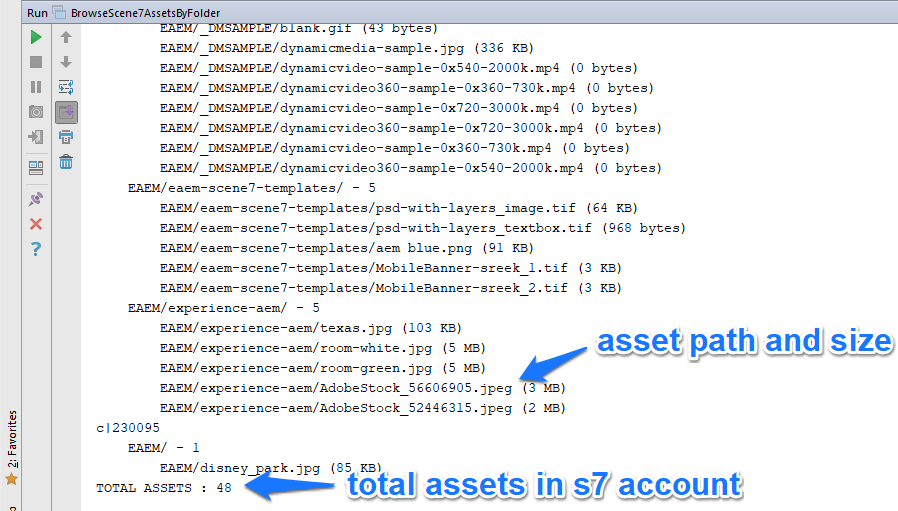 Run BrowseScene7AssetsByFolder
EAEM/_DMSAMPLE/blank.gif (43 bytes)
EAEM/_DMSAMPLE/dynamicmedia-sample.jpg (336 KB)
EAEM/_DMSAMPLE/dynamicvideo-sample-0x540-2000k.mp4 (0 bytes)
EAEM/_DMSAMPLE/dynamicvideo360-sample-0x360-730k.mp4 (0 bytes)
EAEM/_DMSAMPLE/dynamicvideo-sample-0x720-3000k.mp4 (0 bytes)
EAEM/_DMSAMPLE/dynamicvideo360-sample-0x720-3000k.mp4 (0 bytes)
EAEM/_DMSAMPLE/dynamicvideo-sample-0x360-730k.mp4 (0 bytes)
EAEM/_DMSAMPLE/dynamicvideo360-sample-0x540-2000k.mp4 (0 bytes)
EAEM/eaem-scene7-templates/ - 5
EAEM/eaem-scene7-templates/psd-with-layers_image.tif (64 KB)
EAEM/eaem-scene7-templates/psd-with-layers_textbox.tif (968 bytes)
EAEM/eaem-scene7-templates/aem blue.png (91 KB)
EAEM/eaem-scene7-templates/MobileBanner-sreek_1.tif (3 KB)
EAEM/eaem-scene7-templates/MobileBanner-sreek_2.tif (3 KB)
EAEM/experience-aem/ - 5
EAEM/experience-aem/texas.jpg (103 KB)
EAEM/experience-aem/room-white.jpg (5 MB)
asset path and size
EAEM/experience-aem/room-green.jpg (5 MB)
EAEM/experience-aem/AdobeStock_56606905.jpeg (3 MB)
EAEM/experience-aem/AdobeStock_52446315.jpeg (2 MB)
c|230095
EAEM/ - 1
EAEM/disney_park.jpg (85 KB)
TOTAL ASSETS : 48
total assets in s7 account
2: Favorites